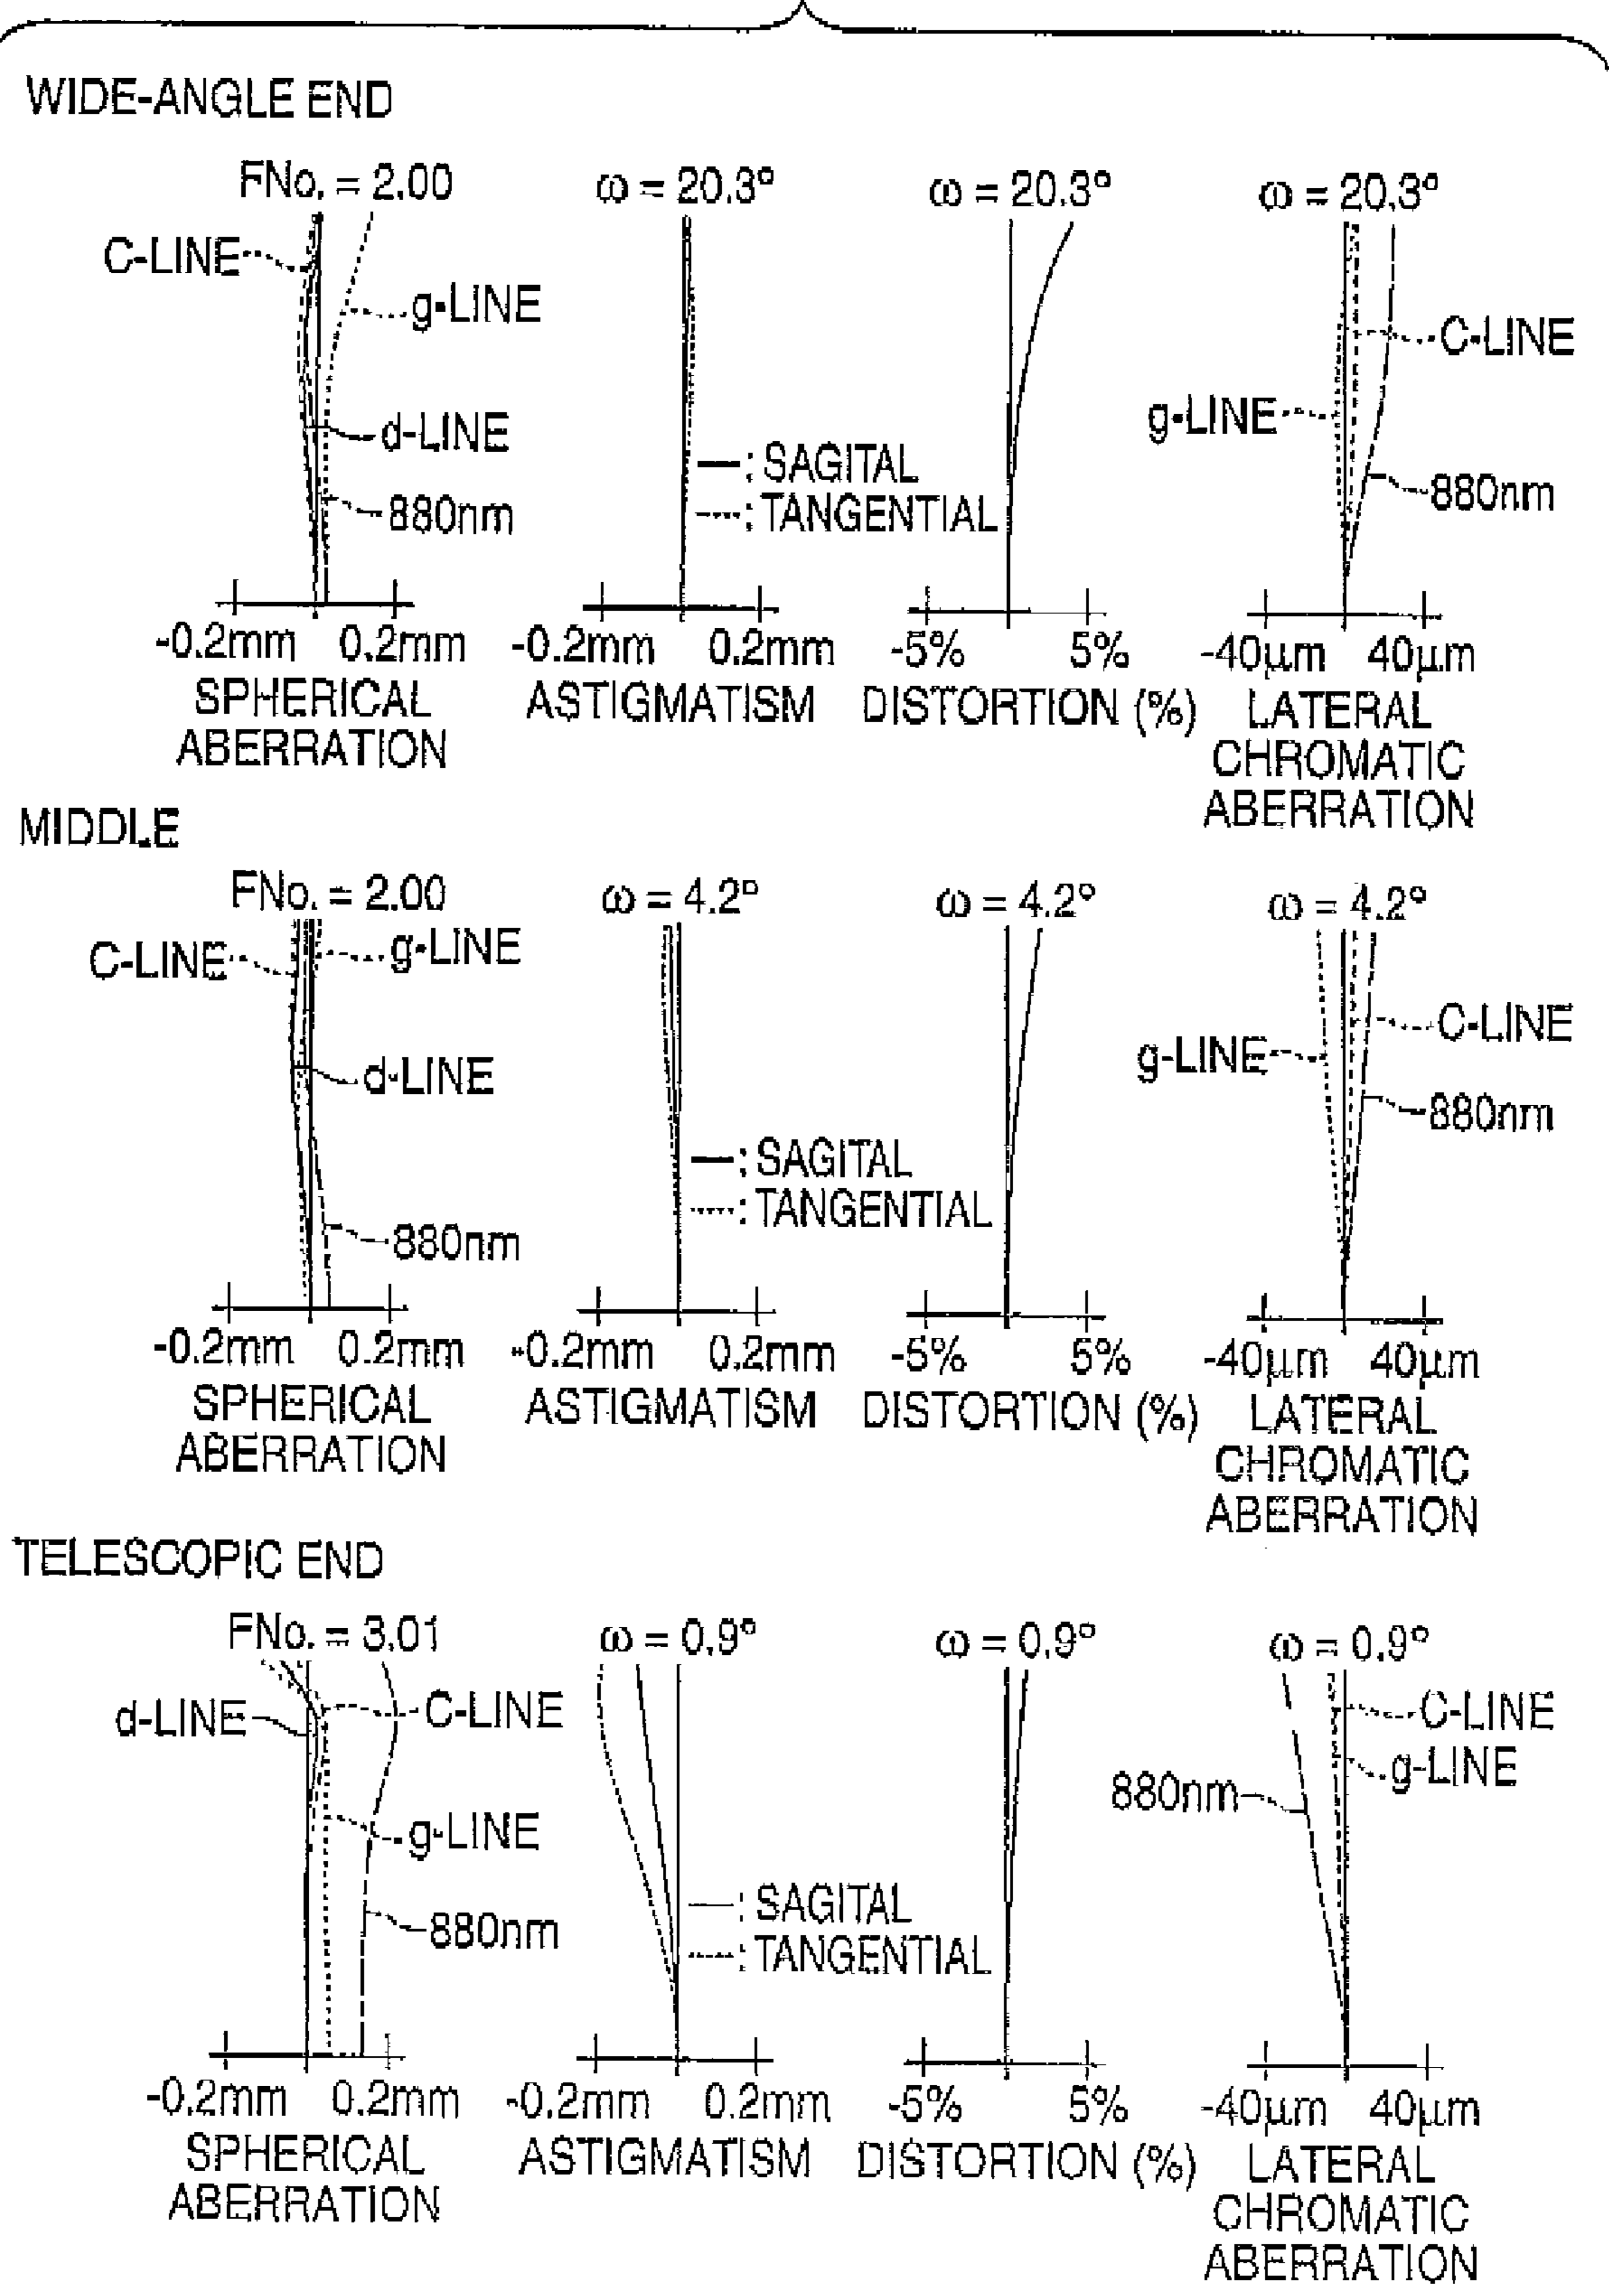 WIDE-ANGLE END
FNo. = 2.00
ω = 20.3°
ω = 20.3°
ω = 20.3°
C-LINE
g-LINE
d-LINE
880nm
: SAGITAL
: TANGENTIAL
C-LINE
g-LINE
880nm
-0.2mm 0.2mm
-0.2mm 0.2mm
-5% 5%
-40μm 40μm
SPHERICAL
ABERRATION
ASTIGMATISM
DISTORTION (%)
LATERAL
CHROMATIC
ABERRATION
MIDDLE
FNo. = 2.00
ω = 4.2°
ω = 4.2°
ω = 4.2°
C-LINE
g-LINE
d-LINE
880nm
: SAGITAL
: TANGENTIAL
C-LINE
g-LINE
880nm
-0.2mm 0.2mm
-0.2mm 0.2mm
-5% 5%
-40μm 40μm
SPHERICAL
ABERRATION
ASTIGMATISM
DISTORTION (%)
LATERAL
CHROMATIC
ABERRATION
TELESCOPIC END
FNo. = 3.01
ω = 0.9°
ω = 0.9°
ω = 0.9°
d-LINE
C-LINE
g-LINE
880nm
: SAGITAL
: TANGENTIAL
C-LINE
g-LINE
880nm
-0.2mm 0.2mm
-0.2mm 0.2mm
-5% 5%
-40μm 40μm
SPHERICAL
ABERRATION
ASTIGMATISM
DISTORTION (%)
LATERAL
CHROMATIC
ABERRATION